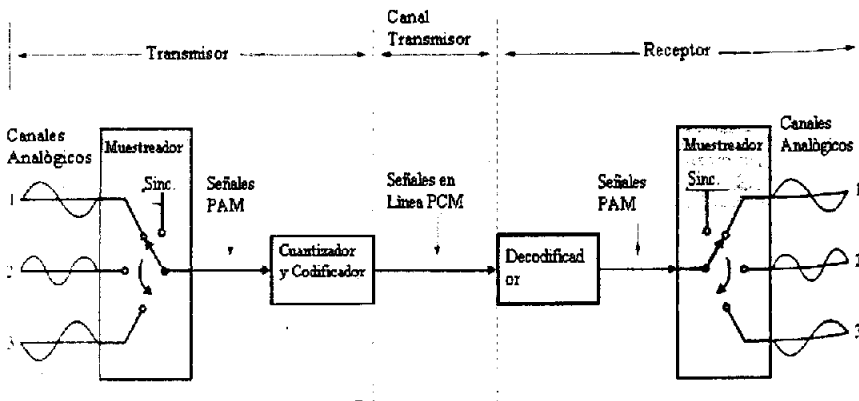 Canal
Transmisor
Transmisor
Receptor
Canales
Analògicos
Muestreador
Sinc.
Señales
PAM
Señales en
Línea PCM
Señales
PAM
Muestreador
Sinc.
Canales
Analògicos
1
2
3
Cuantizador
y Codificador
Decodificad
or
1
1
3